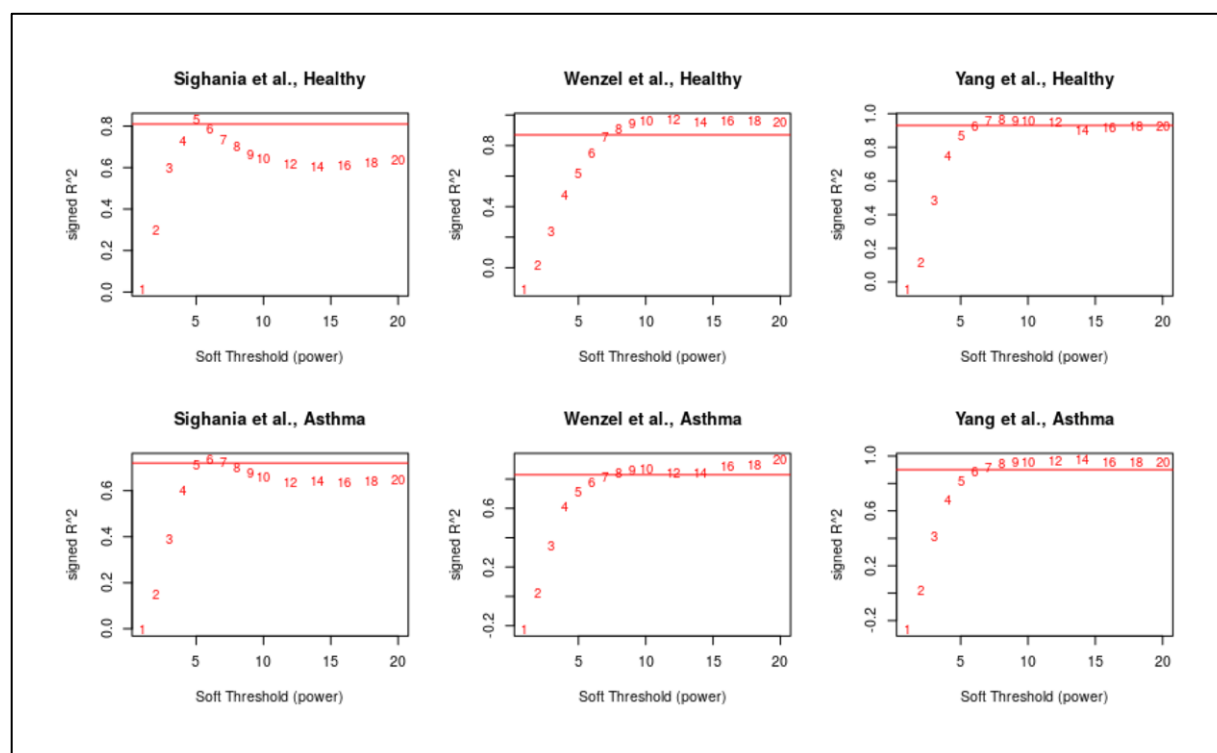 Sighania et al., Healthy
signed R^2
0.0 0.2 0.4 0.6 0.8
1 2 3 4 5 6 7 8 9 10 12 14 16 18 20
5 10 15 20
Soft Threshold (power)
Wenzel et al., Healthy
signed R^2
0.0 0.4 0.8
1 2 3 4 5 6 7 8 9 10 12 14 16 18 20
5 10 15 20
Soft Threshold (power)
Yang et al., Healthy
signed R^2
0.0 0.2 0.4 0.6 0.8 1.0
1 2 3 4 5 6 7 8 9 10 12 14 16 18 20
5 10 15 20
Soft Threshold (power)
Sighania et al., Asthma
signed R^2
0.0 0.2 0.4 0.6
1 2 3 4 5 6 7 8 9 10 12 14 16 18 20
5 10 15 20
Soft Threshold (power)
Wenzel et al., Asthma
signed R^2
-0.2 0.2 0.6
1 2 3 4 5 6 7 8 9 10 12 14 16 18 20
5 10 15 20
Soft Threshold (power)
Yang et al., Asthma
signed R^2
-0.2 0.2 0.6 1.0
1 2 3 4 5 6 7 8 9 10 12 14 16 18 20
5 10 15 20
Soft Threshold (power)